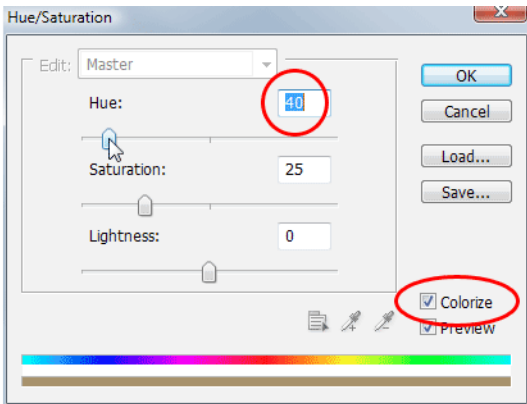 Hue/Saturation
Edit: Master
Hue: 40
Saturation: 25
Lightness: 0
OK
Cancel
Load...
Save...
Colorize
Preview